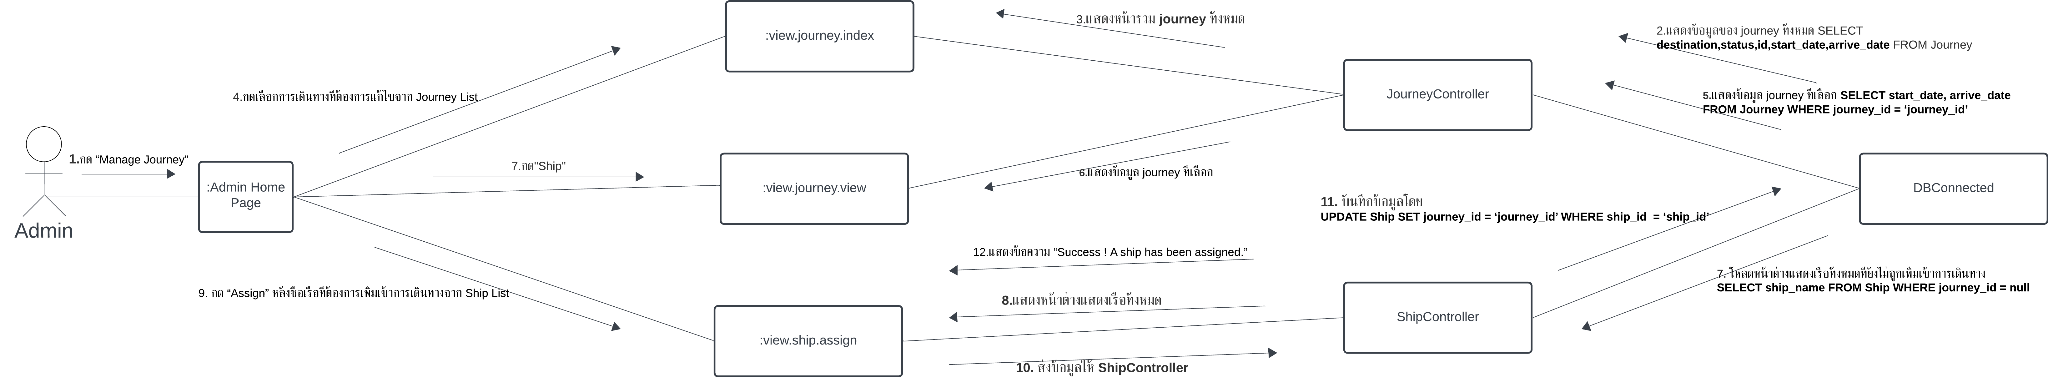 :view.journey.index
3.แสดงหน้ารวม journey ทั้งหมด
2.แสดงข้อมูลของ journey ทั้งหมด SELECT
destination,status,id,start_date,arrive_date FROM Journey
JourneyController
4.กดเลือกการเดินทางที่ต้องการแก้ไขจาก Journey List
5.แสดงข้อมูล journey ที่เลือก SELECT start_date, arrive_date
FROM Journey WHERE journey_id = ‘journey_id’
1.กด “Manage Journey”
:Admin Home
Page
7.กด"Ship"
:view.journey.view
6.แสดงข้อมูล journey ที่เลือก
DBConnected
Admin
11. บันทึกข้อมูลโดย
UPDATE Ship SET journey_id = ‘journey_id’ WHERE ship_id = ‘ship_id’
12.แสดงข้อความ “Success ! A ship has been assigned.”
7. โหลดหน้าต่างแสดงเรือทั้งหมดที่ยังไม่ถูกเพิ่มเข้าการเดินทาง
SELECT ship_name FROM Ship WHERE journey_id = null
9. กด “Assign” หลังชื่อเรือที่ต้องการเพิ่มเข้าการเดินทางจาก Ship List
8.แสดงหน้าต่างแสดงเรือทั้งหมด
ShipController
:view.ship.assign
10. ส่งข้อมูลให้ ShipController